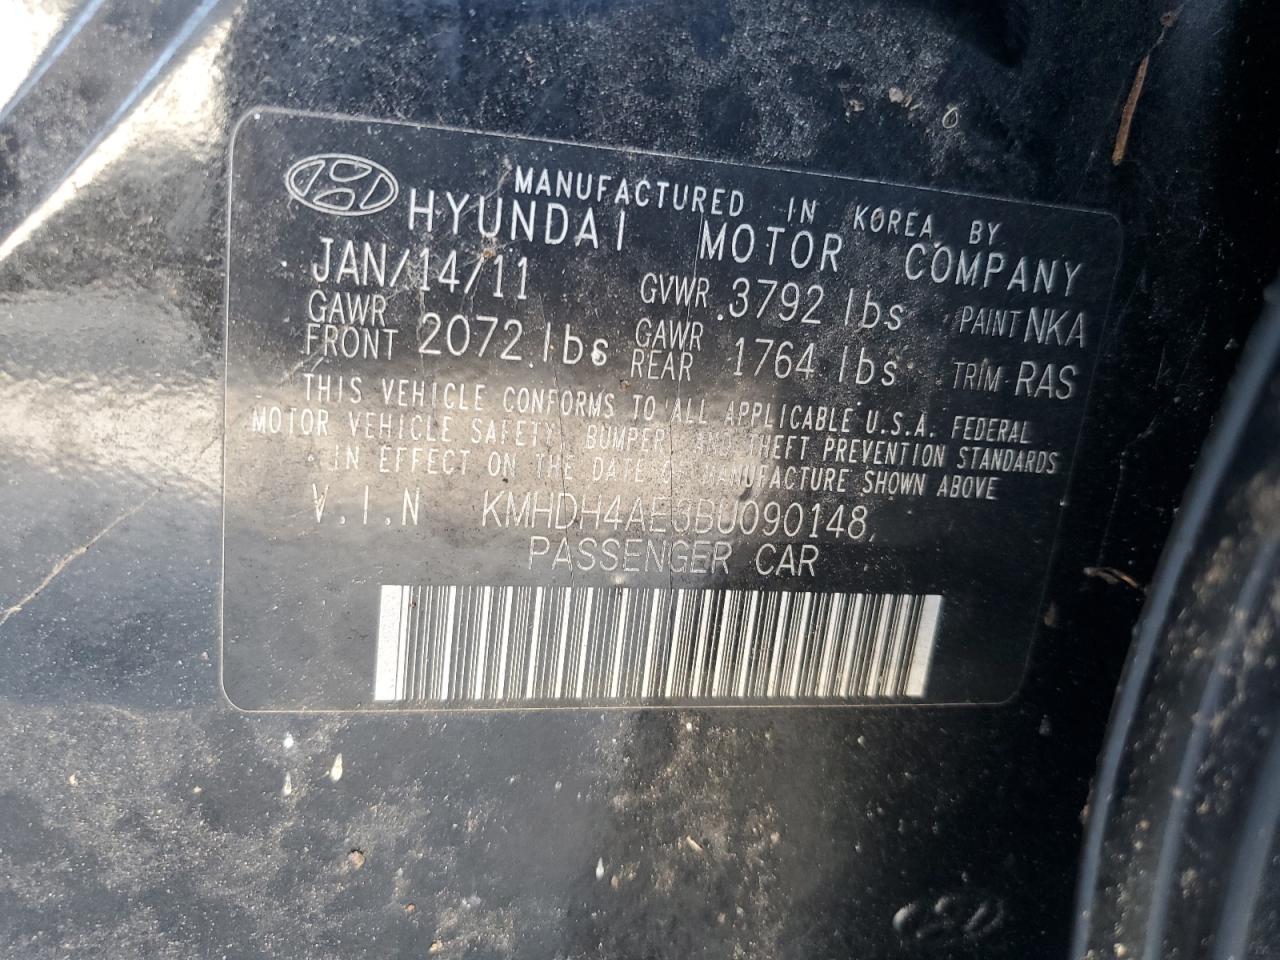 MANUFACTURED IN KOREA BY
HYUNDAI MOTOR COMPANY
JAN/14/11 GVWR 3792 lbs PAINT NKA
GAWR FRONT 2072 lbs GAWR REAR 1764 lbs TRIM RAS
THIS VEHICLE CONFORMS TO ALL APPLICABLE U.S.A. FEDERAL
MOTOR VEHICLE SAFETY, BUMPER, AND THEFT PREVENTION STANDARDS
IN EFFECT ON THE DATE OF MANUFACTURE SHOWN ABOVE
V.I.N KMHDH4AE3BU090148,
PASSENGER CAR